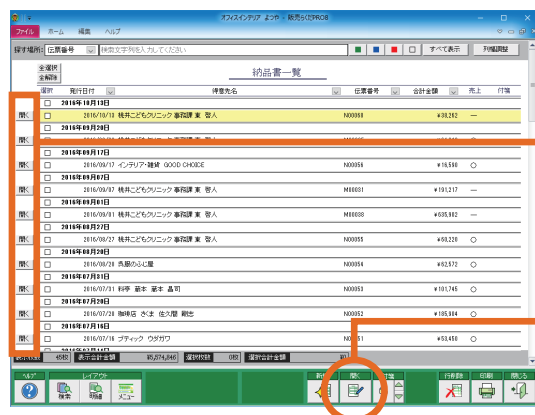 オフィスインテリア よつや - 販売らくだPRO8
ファイル ホーム 編集 ヘルプ
探す場所: 伝票番号 検索文字列を入力してください すべて表示 列幅調整
全選択
全解除
納品書一覧
選択 発行日付 得意先名 伝票番号 合計金額 売上 付箋
2016年10月13日
開く 2016/10/13 桃井こどもクリニック 事務課 東 啓人 N00060 ¥38,262 —
2016年09月20日
開く
2016年09月17日
開く 2016/09/17 インテリア・雑貨 GOOD CHOICE N00056 ¥16,590 ○
2016年09月07日
開く 2016/09/07 桃井こどもクリニック 事務課 東 啓人 M00031 ¥191,217 —
2016年09月01日
開く 2016/09/01 桃井こどもクリニック 事務課 東 啓人 M00030 ¥635,902 —
2016年08月27日
開く 2016/08/27 桃井こどもクリニック 事務課 東 啓人 N00055 ¥50,220 ○
2016年08月20日
開く 2016/08/20 呉服のふじ屋 N00054 ¥62,572 ○
2016年07月31日
開く 2016/07/31 料亭 蔵本 蔵本 昌司 N00053 ¥101,745 ○
2016年07月20日
開く 2016/07/20 珈琲店 さくま 佐久間 剛志 N00052 ¥185,984 ○
2016年07月16日
開く 2016/07/16 ブティック ウダガワ ¥53,450 ○
45枚 表示合計金額 ¥5,574,846 選択枚数 0枚 選択合計金額 ¥0
ヘルプ レイアウト 開く 付箋 行削除 印刷 閉じる
検索 明細 メニュー